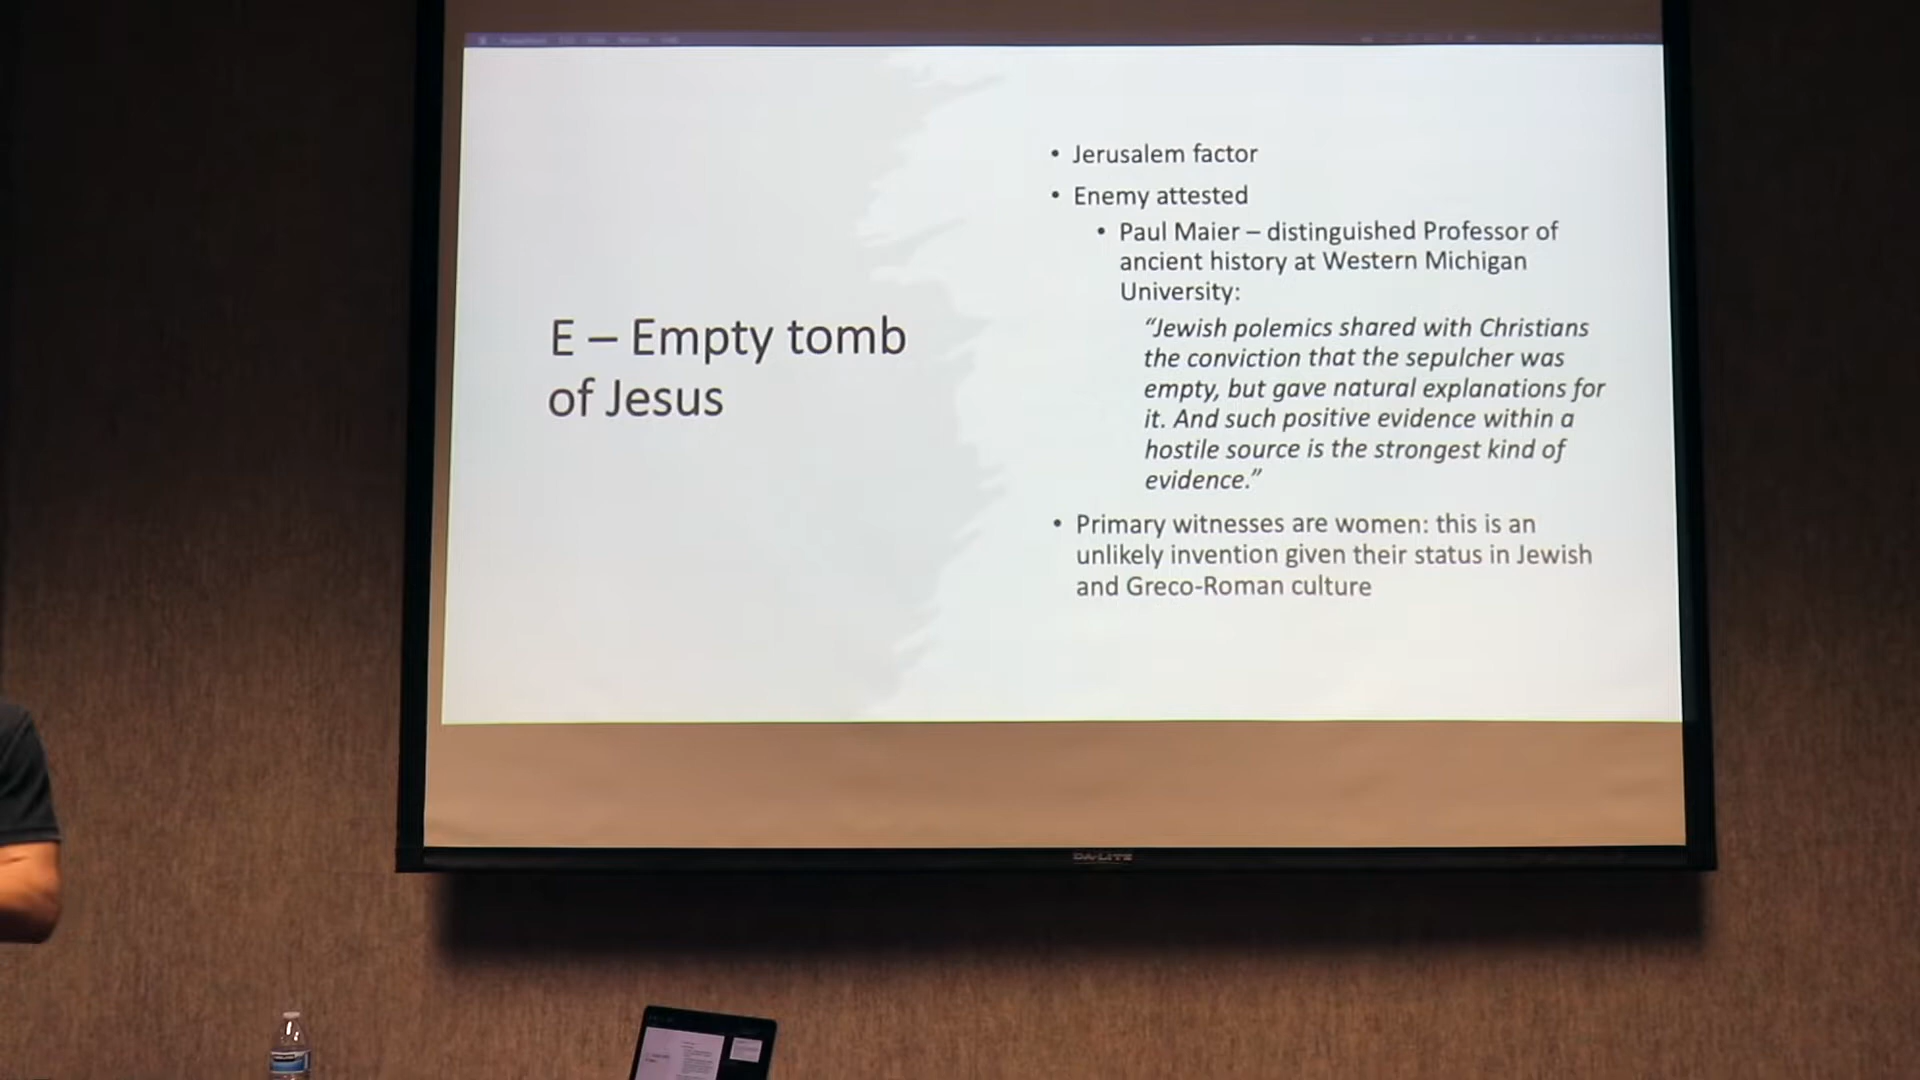 E – Empty tomb
of Jesus
• Jerusalem factor
• Enemy attested
• Paul Maier – distinguished Professor of
ancient history at Western Michigan
University:
“Jewish polemics shared with Christians
the conviction that the sepulcher was
empty, but gave natural explanations for
it. And such positive evidence within a
hostile source is the strongest kind of
evidence.”
• Primary witnesses are women: this is an
unlikely invention given their status in Jewish
and Greco-Roman culture
DA-LITE